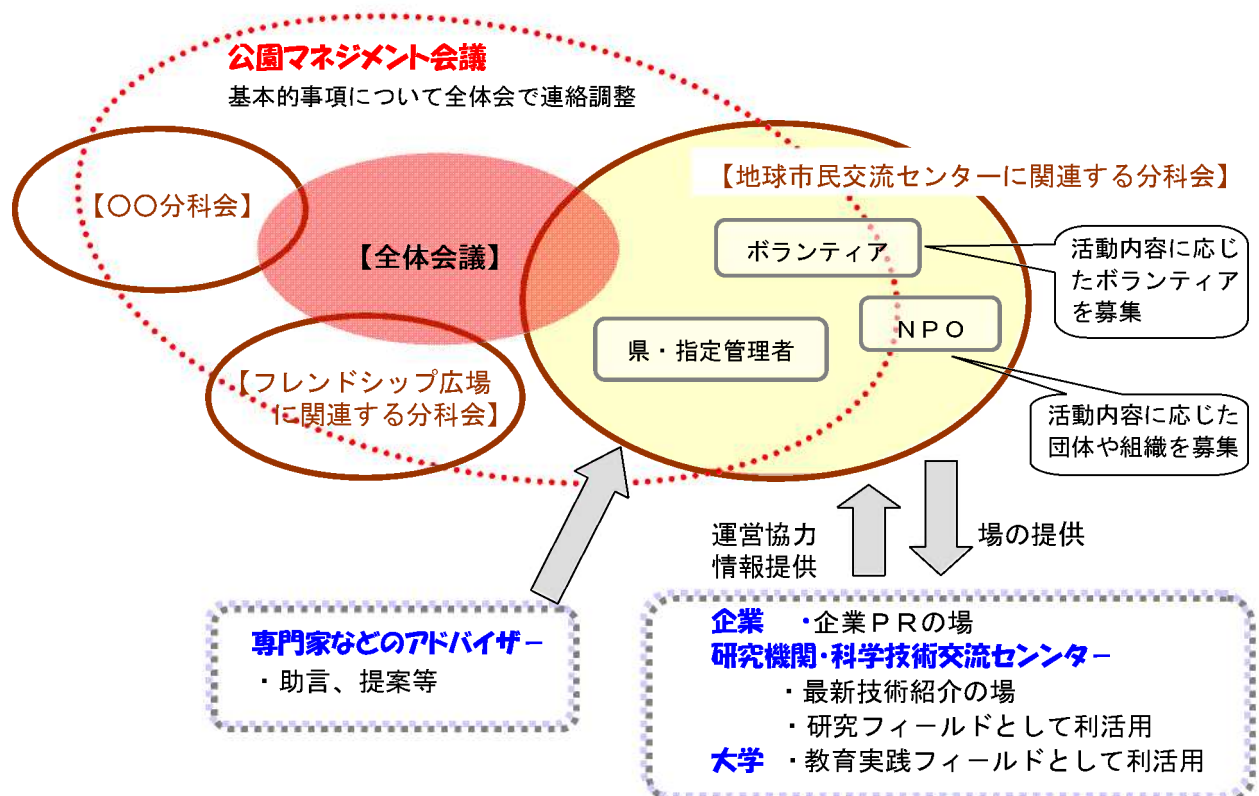 公園マネジメント会議
基本的事項について全体会で連絡調整
【〇〇分科会】
【全体会議】
【フレンドシップ広場
に関連する分科会】
【地球市民交流センターに関連する分科会】
ボランティア
NPO
県・指定管理者
活動内容に応じ
たボランティア
を募集
活動内容に応じた
団体や組織を募集
運営協力
情報提供
場の提供
専門家などのアドバイザー
・助言、提案等
企業 ・企業PRの場
研究機関・科学技術交流センンター
・最新技術紹介の場
・研究フィールドとして利活用
大学 ・教育実践フィールドとして利活用